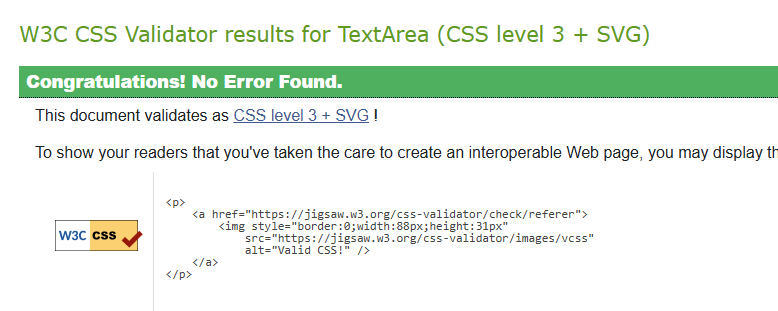 W3C CSS Validator results for TextArea (CSS level 3 + SVG)
Congratulations! No Error Found.
This document validates as CSS level 3 + SVG !
To show your readers that you've taken the care to create an interoperable Web page, you may display th
<p>
<a href="https://jigsaw.w3.org/css-validator/check/referer">
<img style="border:0;width:88px;height:31px"
src="https://jigsaw.w3.org/css-validator/images/vcss"
alt="Valid CSS!" />
</a>
</p>
W3C css